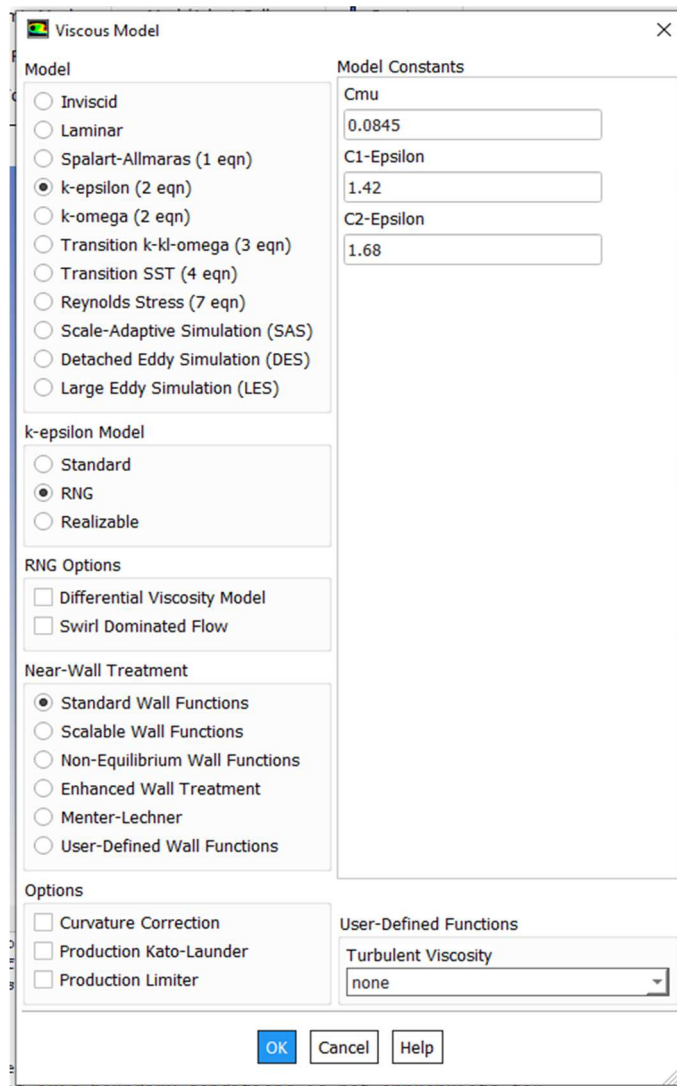 Viscous Model
Model
Inviscid
Laminar
Spalart-Allmaras (1 eqn)
k-epsilon (2 eqn)
k-omega (2 eqn)
Transition k-kl-omega (3 eqn)
Transition SST (4 eqn)
Reynolds Stress (7 eqn)
Scale-Adaptive Simulation (SAS)
Detached Eddy Simulation (DES)
Large Eddy Simulation (LES)
k-epsilon Model
Standard
RNG
Realizable
RNG Options
Differential Viscosity Model
Swirl Dominated Flow
Near-Wall Treatment
Standard Wall Functions
Scalable Wall Functions
Non-Equilibrium Wall Functions
Enhanced Wall Treatment
Menter-Lechner
User-Defined Wall Functions
Options
Curvature Correction
Production Kato-Launder
Production Limiter
Model Constants
Cmu
0.0845
C1-Epsilon
1.42
C2-Epsilon
1.68
User-Defined Functions
Turbulent Viscosity
none
OK
Cancel
Help